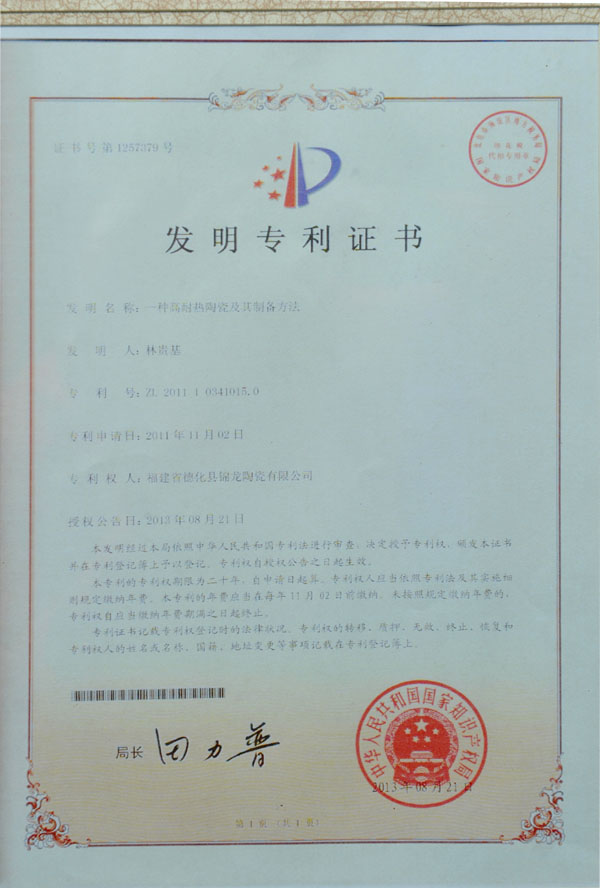 证书号第1257379号
发明专利证书
发明名称：一种高耐热陶瓷及其制备方法
发明人：林贵基
专利号：ZL 2011 1 0341015.0
专利申请日：2011年11月02日
专利权人：福建省德化县锦龙陶瓷有限公司
授权公告日：2013年08月21日
本发明经过本局依照中华人民共和国专利法进行审查，决定授予专利权，颁发本证书
并在专利登记簿上予以登记。专利权自授权公告之日起生效。
本专利的专利权期限为二十年，自申请日起算。专利权人应当依照专利法及其实施细
则规定缴纳年费。本专利的年费应当在每年11月02日前缴纳。未按照规定缴纳年费的，
专利权自应当缴纳年费期满之日起终止。
专利证书记载专利权登记时的法律状况。专利权的转移、质押、无效、终止、恢复和
专利权人的姓名或名称、国籍、地址变更等事项记载在专利登记簿上。
局长 田力普
中华人民共和国国家知识产权局
2013年08月21日
第1页（共1页）